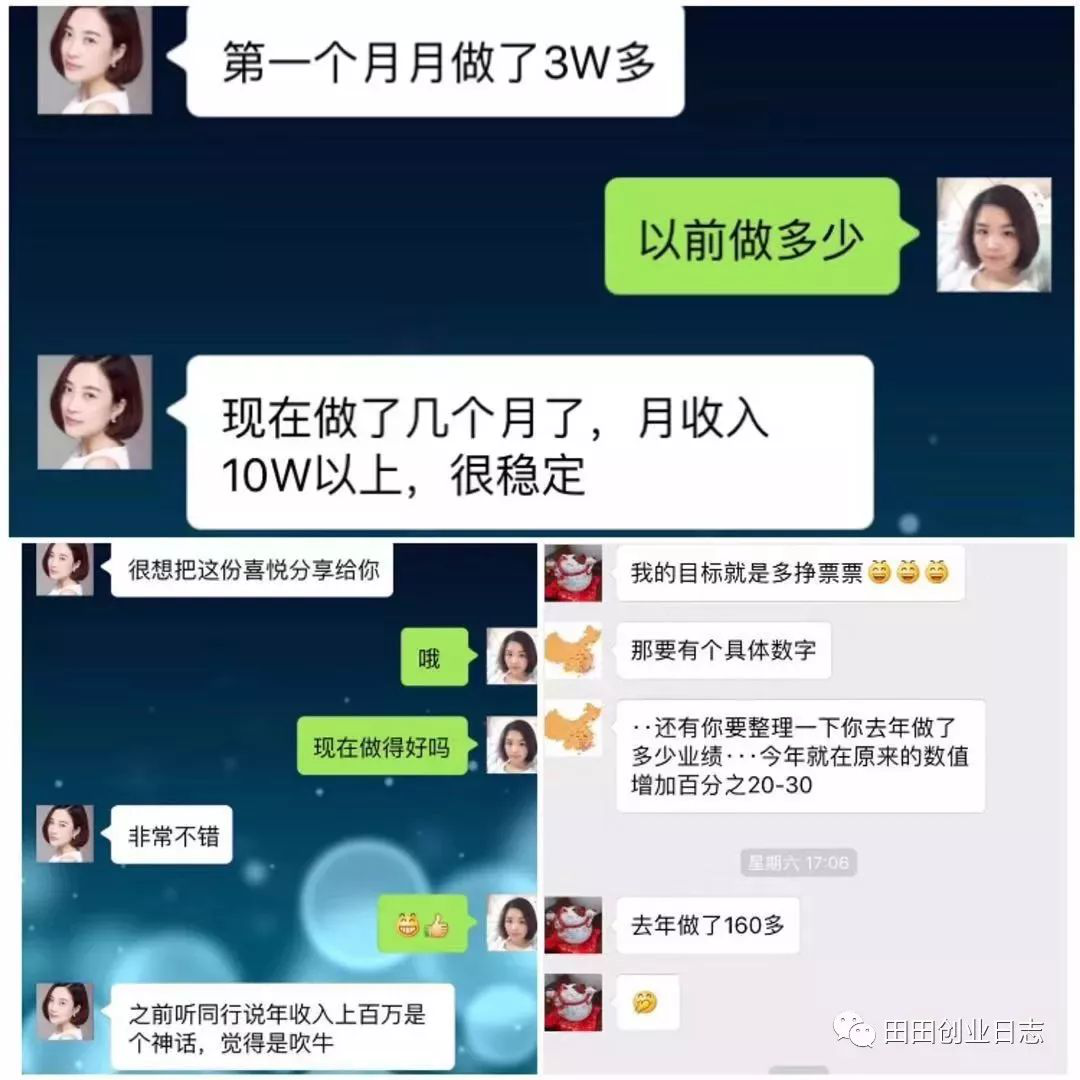 第一个月月做了3W多
以前做多少
现在做了几个月了，月收入
10W以上，很稳定
很想把这份喜悦分享给你
哦
现在做得好吗
非常不错
之前听同行说年收入上百万是
个神话，觉得是吹牛
我的目标就是多挣票票😄😄😄
那要有个具体数字
··还有你要整理一下你去年做了
多少业绩···今年就在原来的数值
增加百分之20-30
星期六 17:06
去年做了160多
田田创业日志